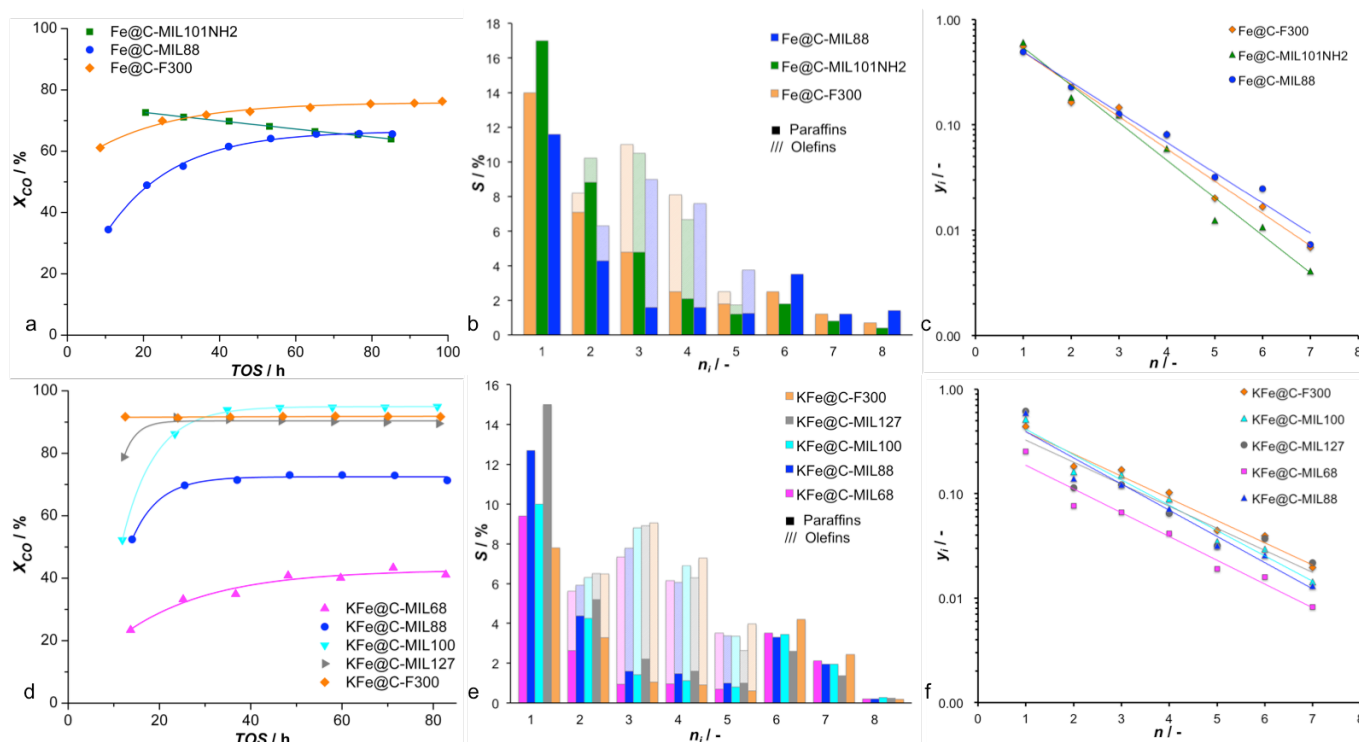 100
80
60
40
20
0
X_CO / %
0 20 40 60 80 100
TOS / h
a
Fe@C-MIL101NH2
Fe@C-MIL88
Fe@C-F300
18
16
14
12
10
8
6
4
2
0
S / %
1 2 3 4 5 6 7 8
n_i / -
b
Fe@C-MIL88
Fe@C-MIL101NH2
Fe@C-F300
Paraffins
/// Olefins
1.00
0.10
0.01
0.00
y_i / -
0 1 2 3 4 5 6 7 8
n / -
c
Fe@C-F300
Fe@C-MIL101NH2
Fe@C-MIL88
100
80
60
40
20
0
X_CO / %
0 20 40 60 80
TOS / h
d
KFe@C-MIL68
KFe@C-MIL88
KFe@C-MIL100
KFe@C-MIL127
KFe@C-F300
16
14
12
10
8
6
4
2
0
S / %
1 2 3 4 5 6 7 8
n_i / -
e
KFe@C-F300
KFe@C-MIL127
KFe@C-MIL100
KFe@C-MIL88
KFe@C-MIL68
Paraffins
/// Olefins
1.00
0.10
0.01
0.00
y_i / -
0 1 2 3 4 5 6 7 8
n / -
f
KFe@C-F300
KFe@C-MIL100
KFe@C-MIL127
KFe@C-MIL68
KFe@C-MIL88